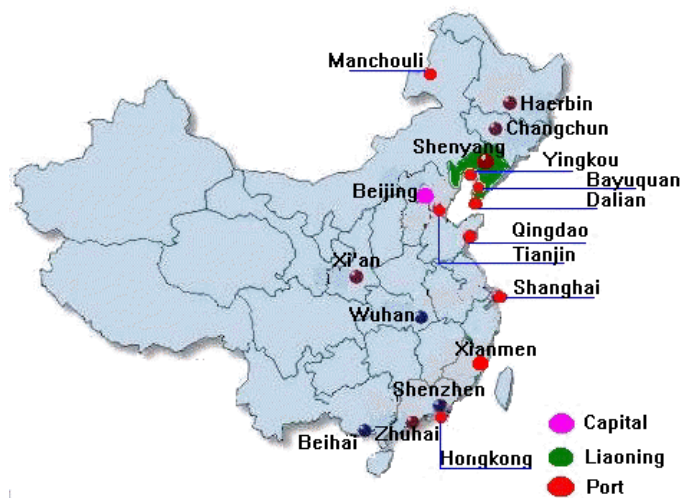 Manchouli
Haerbin
Changchun
Shenyang
Yingkou
Bayuquan
Beijing
Dalian
Qingdao
Tianjin
Xi'an
Shanghai
Wuhan
Xianmen
Shenzhen
Capital
Beihai
Zhuhai
Hongkong
Liaoning
Port